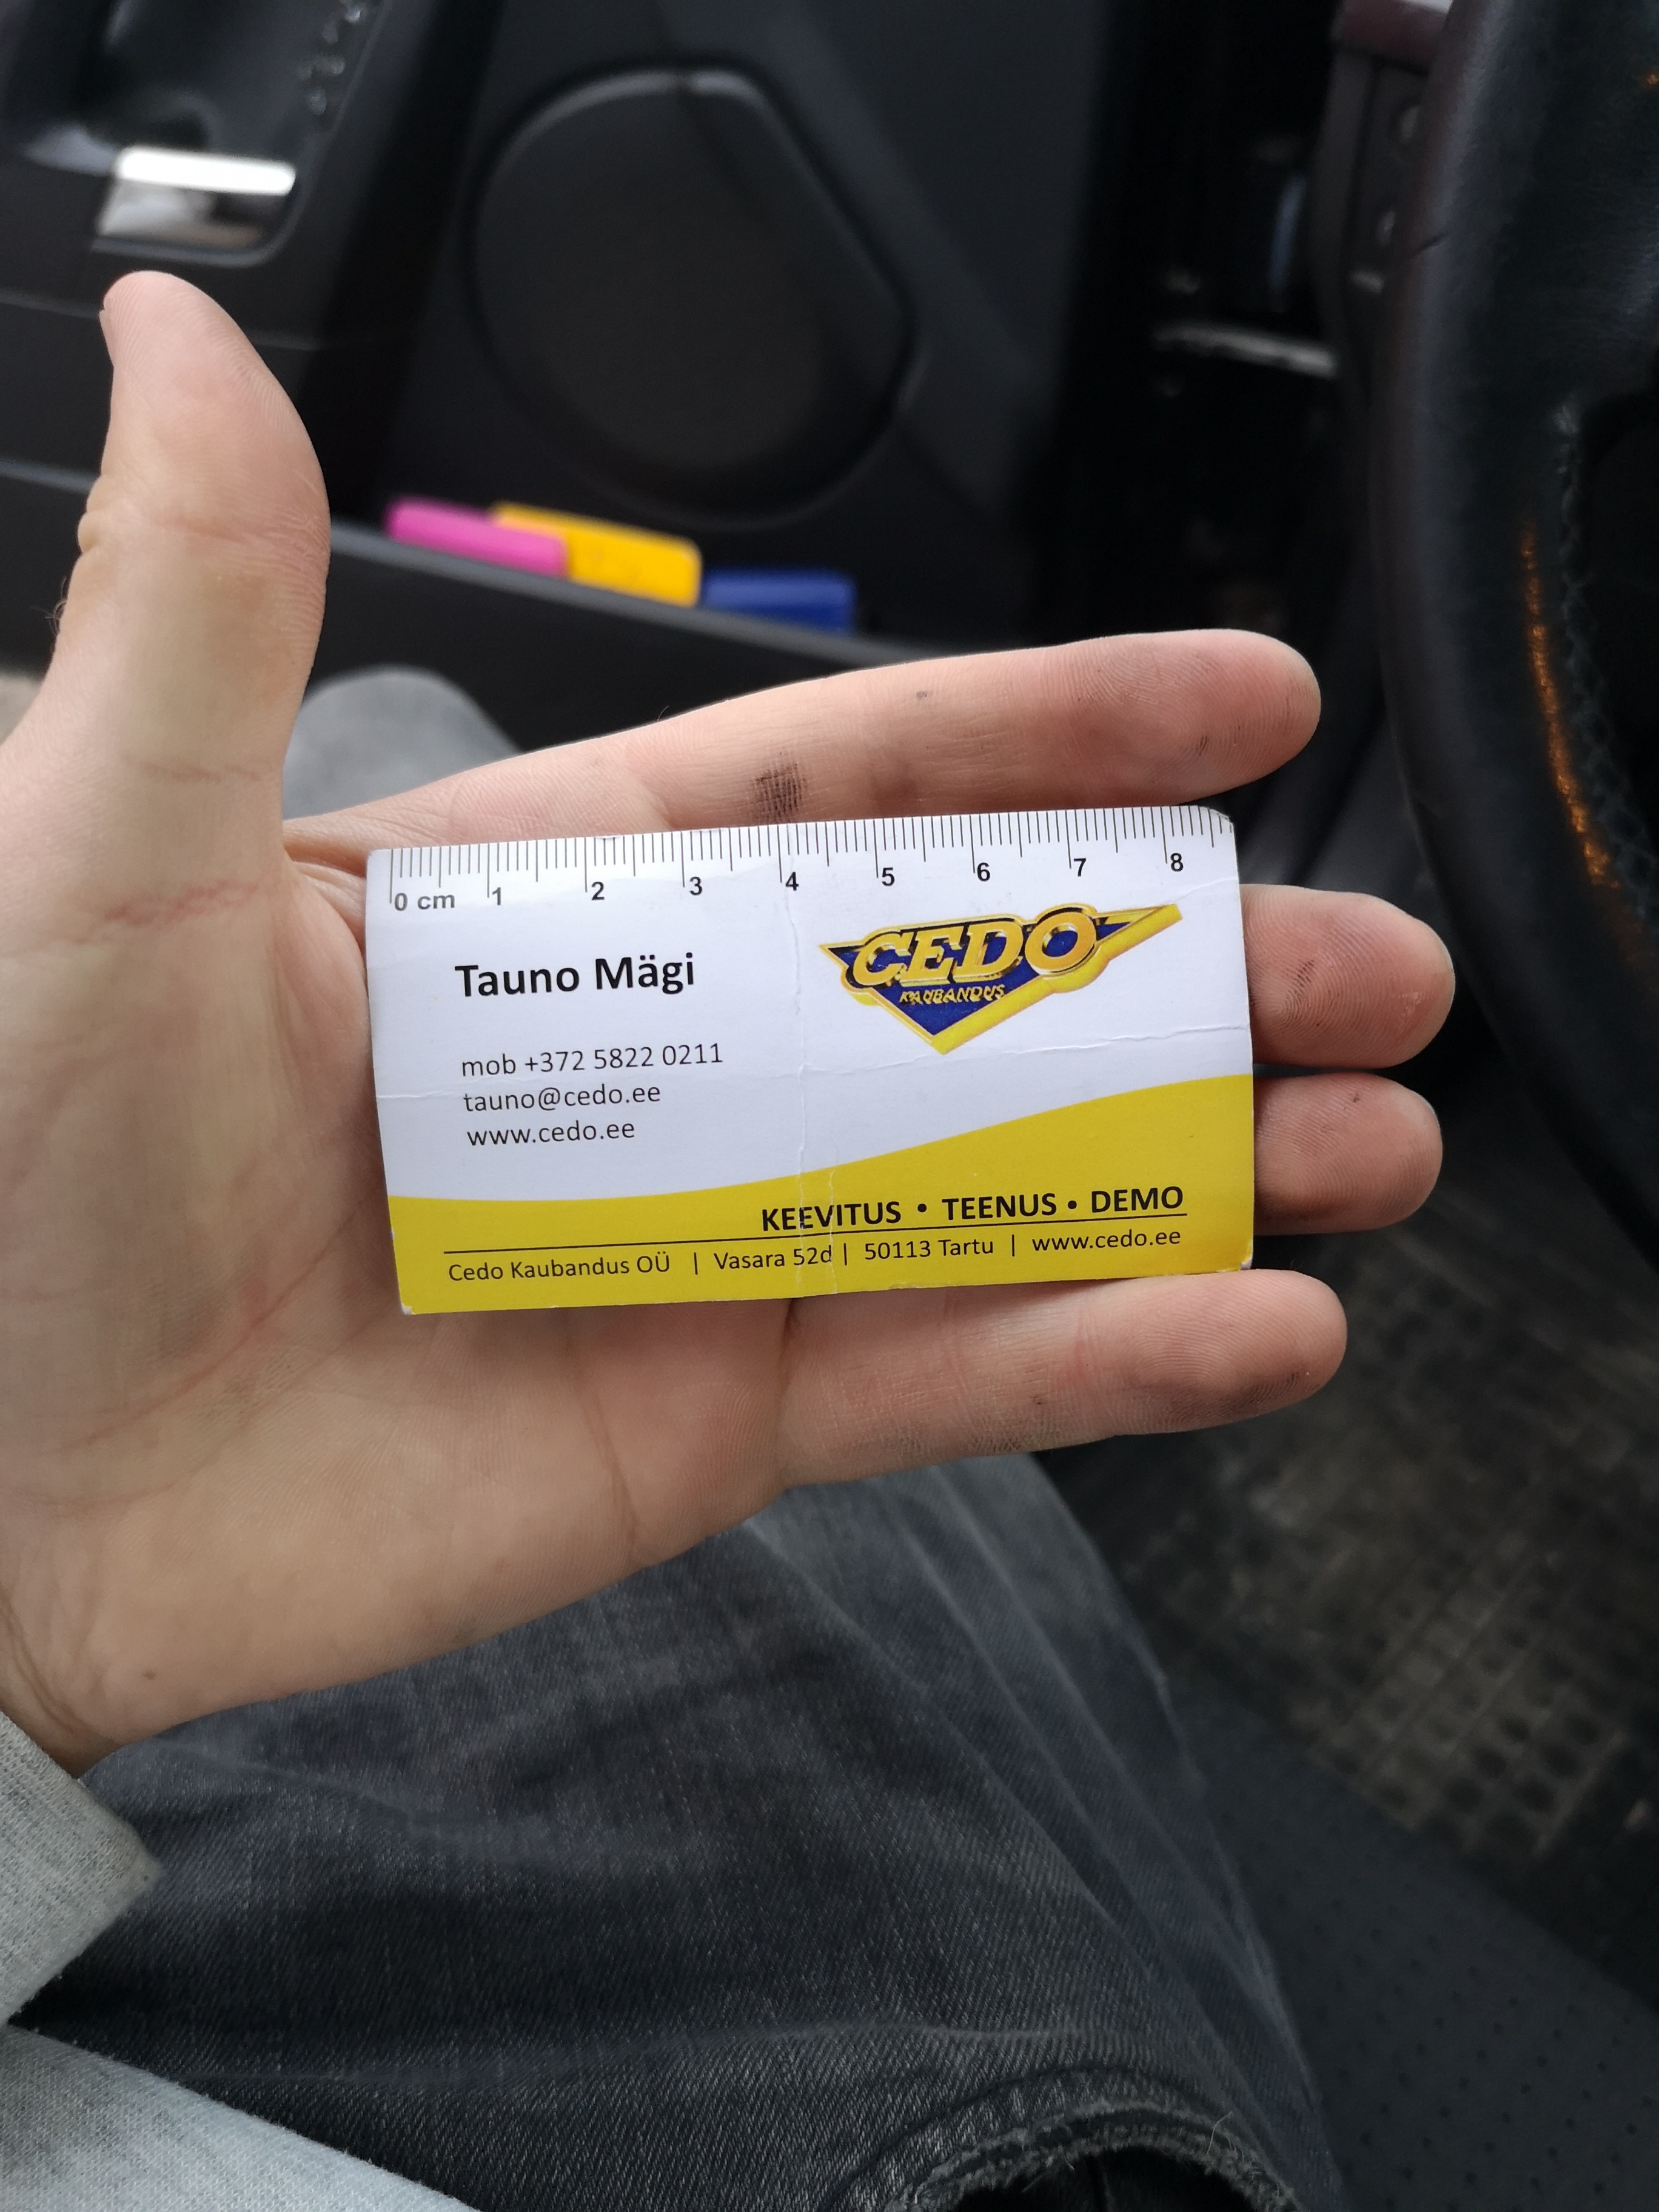 0 cm 1 2 3 4 5 6 7 8
CEDO
KAUBANDUS
Tauno Mägi
mob +372 5822 0211
tauno@cedo.ee
www.cedo.ee
KEEVITUS • TEENUS • DEMO
Cedo Kaubandus OÜ | Vasara 52d | 50113 Tartu | www.cedo.ee